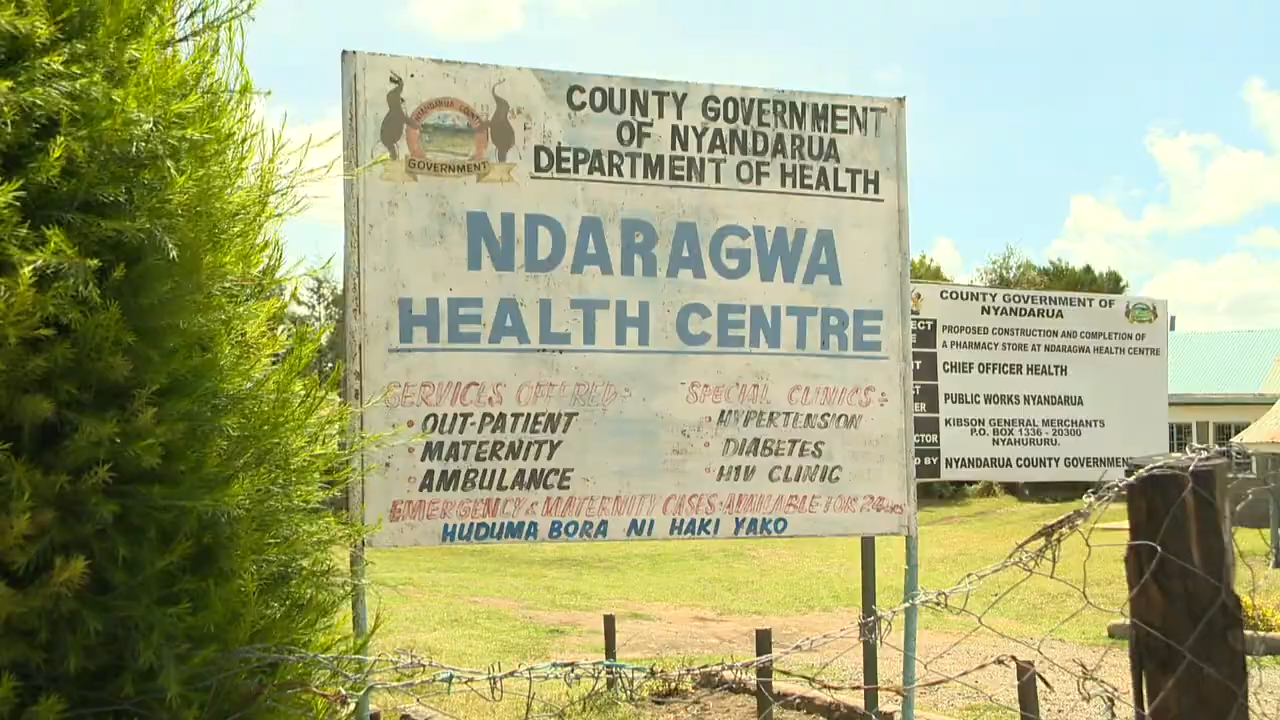 COUNTY GOVERNMENT
OF NYANDARUA
DEPARTMENT OF HEALTH
NYANDARUA COUNTY
GOVERNMENT
NDARAGWA
HEALTH CENTRE
SERVICES OFFERED:
• OUT-PATIENT
• MATERNITY
• AMBULANCE
SPECIAL CLINICS:
• HYPERTENSION
• DIABETES
• HIV CLINIC
EMERGENCY & MATERNITY CASES AVAILABLE FOR 24HRS
HUDUMA BORA NI HAKI YAKO
COUNTY GOVERNMENT OF
NYANDARUA
PROPOSED CONSTRUCTION AND COMPLETION OF
A PHARMACY STORE AT NDARAGWA HEALTH CENTRE
CHIEF OFFICER HEALTH
PUBLIC WORKS NYANDARUA
KIBSON GENERAL MERCHANTS
P.O. BOX 1336 - 20300
NYAHURURU.
BY NYANDARUA COUNTY GOVERNMEN